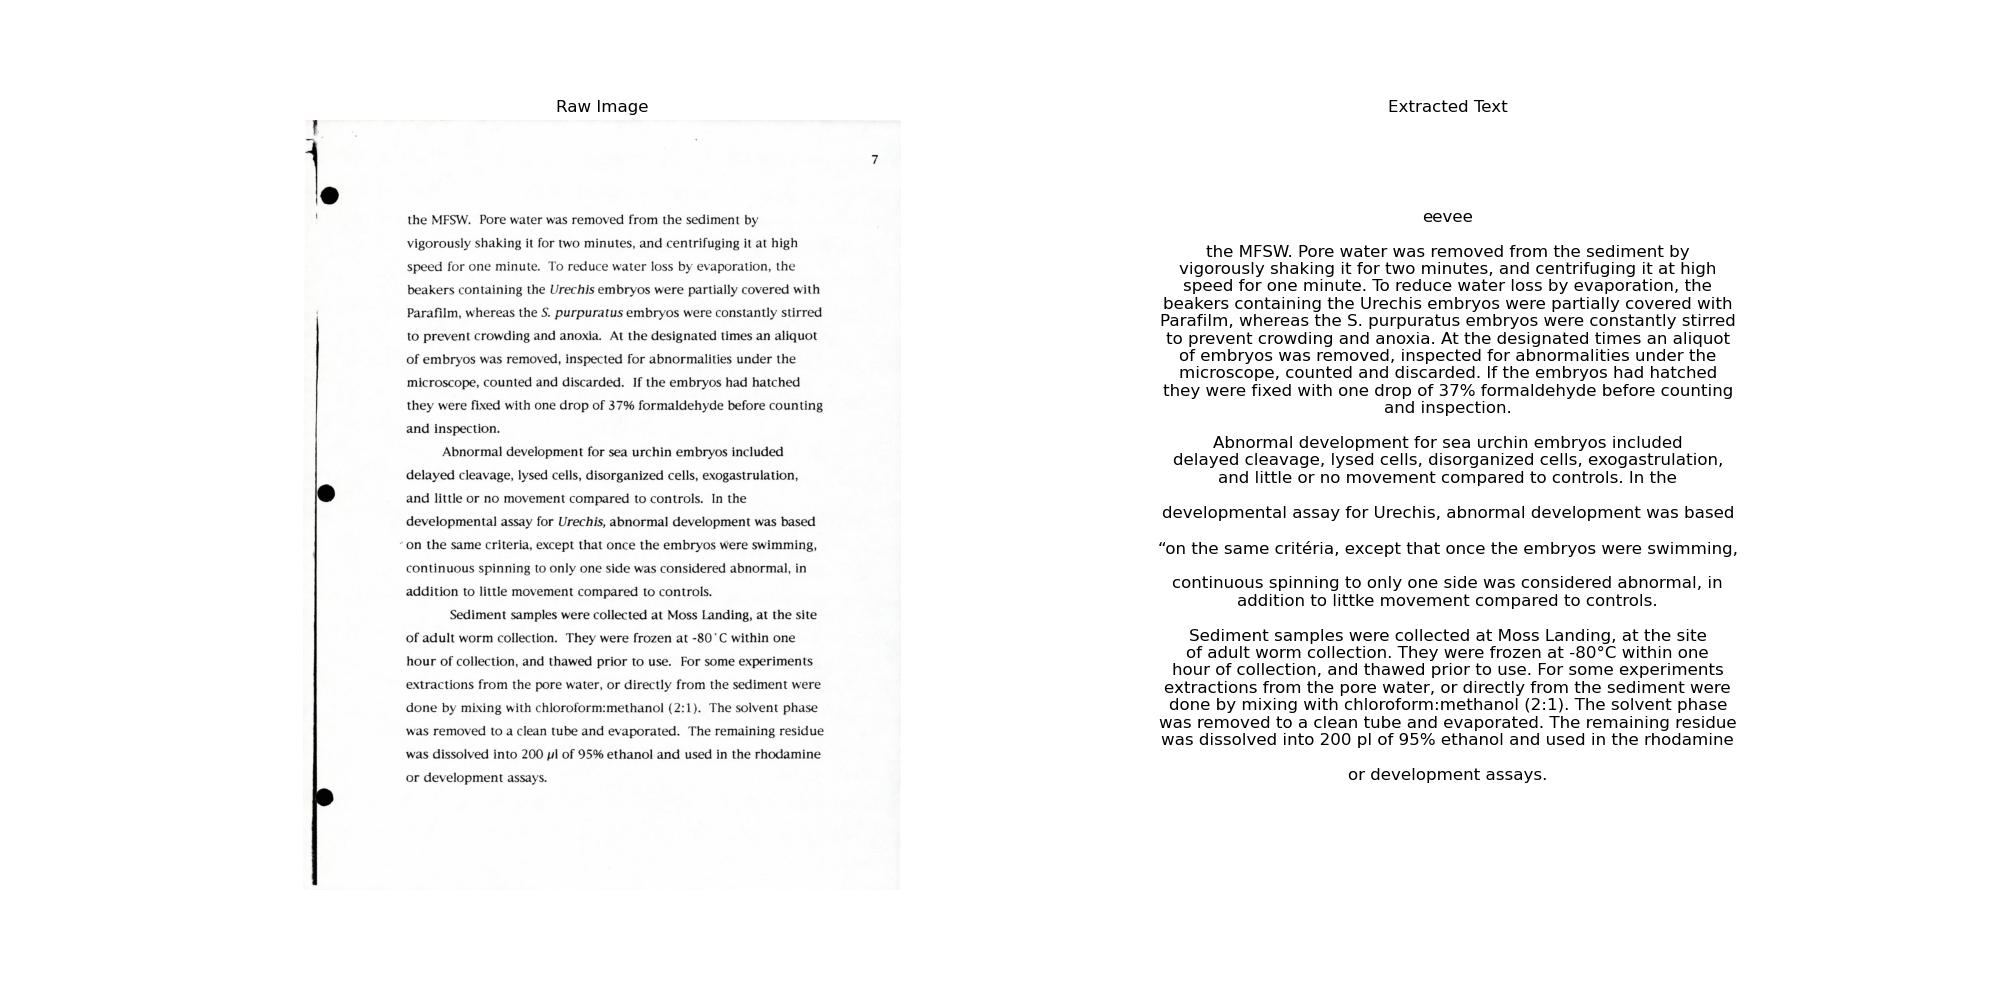 Raw Image
7
the MFSW. Pore water was removed from the sediment by
vigorously shaking it for two minutes, and centrifuging it at high
speed for one minute. To reduce water loss by evaporation, the
beakers containing the Urechis embryos were partially covered with
Parafilm, whereas the S. purpuratus embryos were constantly stirred
to prevent crowding and anoxia. At the designated times an aliquot
of embryos was removed, inspected for abnormalities under the
microscope, counted and discarded. If the embryos had hatched
they were fixed with one drop of 37% formaldehyde before counting
and inspection.
Abnormal development for sea urchin embryos included
delayed cleavage, lysed cells, disorganized cells, exogastrulation,
and little or no movement compared to controls. In the
developmental assay for Urechis, abnormal development was based
on the same criteria, except that once the embryos were swimming,
continuous spinning to only one side was considered abnormal, in
addition to little movement compared to controls.
Sediment samples were collected at Moss Landing, at the site
of adult worm collection. They were frozen at -80˚C within one
hour of collection, and thawed prior to use. For some experiments
extractions from the pore water, or directly from the sediment were
done by mixing with chloroform:methanol (2:1). The solvent phase
was removed to a clean tube and evaporated. The remaining residue
was dissolved into 200 µl of 95% ethanol and used in the rhodamine
or development assays.
Extracted Text
eevee
the MFSW. Pore water was removed from the sediment by
vigorously shaking it for two minutes, and centrifuging it at high
speed for one minute. To reduce water loss by evaporation, the
beakers containing the Urechis embryos were partially covered with
Parafilm, whereas the S. purpuratus embryos were constantly stirred
to prevent crowding and anoxia. At the designated times an aliquot
of embryos was removed, inspected for abnormalities under the
microscope, counted and discarded. If the embryos had hatched
they were fixed with one drop of 37% formaldehyde before counting
and inspection.
Abnormal development for sea urchin embryos included
delayed cleavage, lysed cells, disorganized cells, exogastrulation,
and little or no movement compared to controls. In the
developmental assay for Urechis, abnormal development was based
“on the same critéria, except that once the embryos were swimming,
continuous spinning to only one side was considered abnormal, in
addition to littke movement compared to controls.
Sediment samples were collected at Moss Landing, at the site
of adult worm collection. They were frozen at -80°C within one
hour of collection, and thawed prior to use. For some experiments
extractions from the pore water, or directly from the sediment were
done by mixing with chloroform:methanol (2:1). The solvent phase
was removed to a clean tube and evaporated. The remaining residue
was dissolved into 200 pl of 95% ethanol and used in the rhodamine
or development assays.